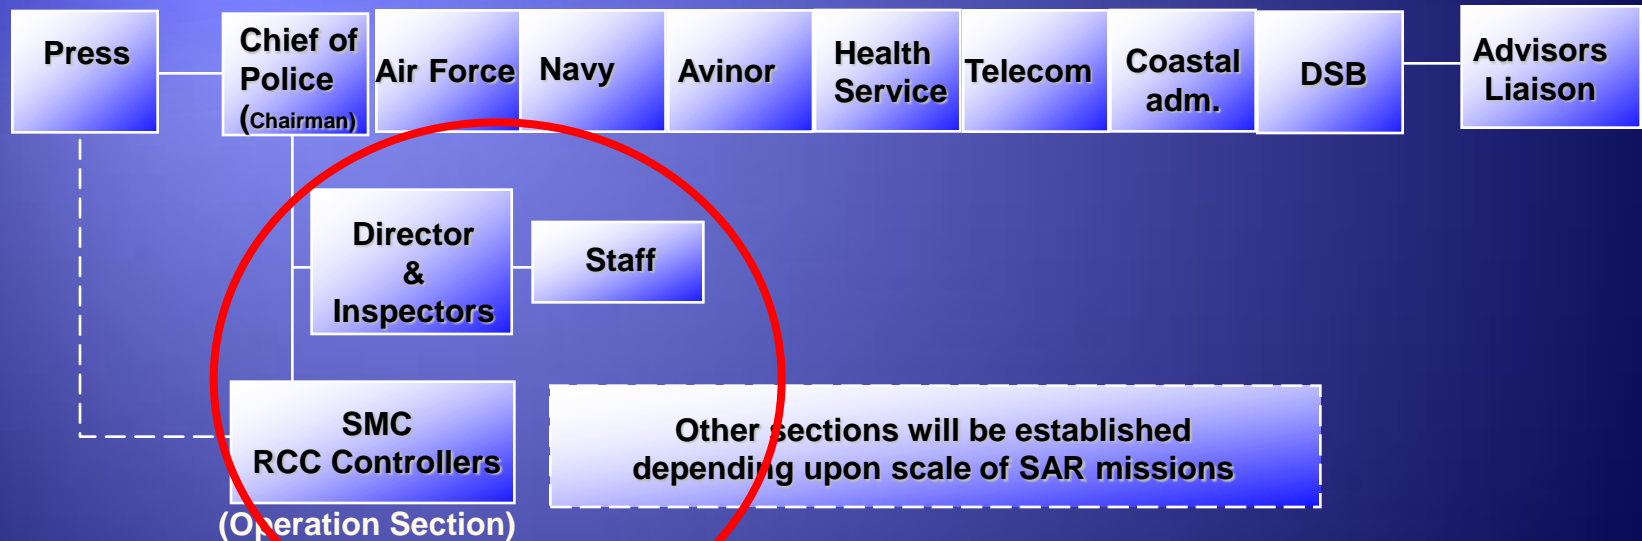 Press
Chief of
Police
(Chairman)
Air Force
Navy
Avinor
Health
Service
Telecom
Coastal
adm.
DSB
Advisors
Liaison
Director
&
Inspectors
Staff
SMC
RCC Controllers
(Operation Section)
Other sections will be established
depending upon scale of SAR missions